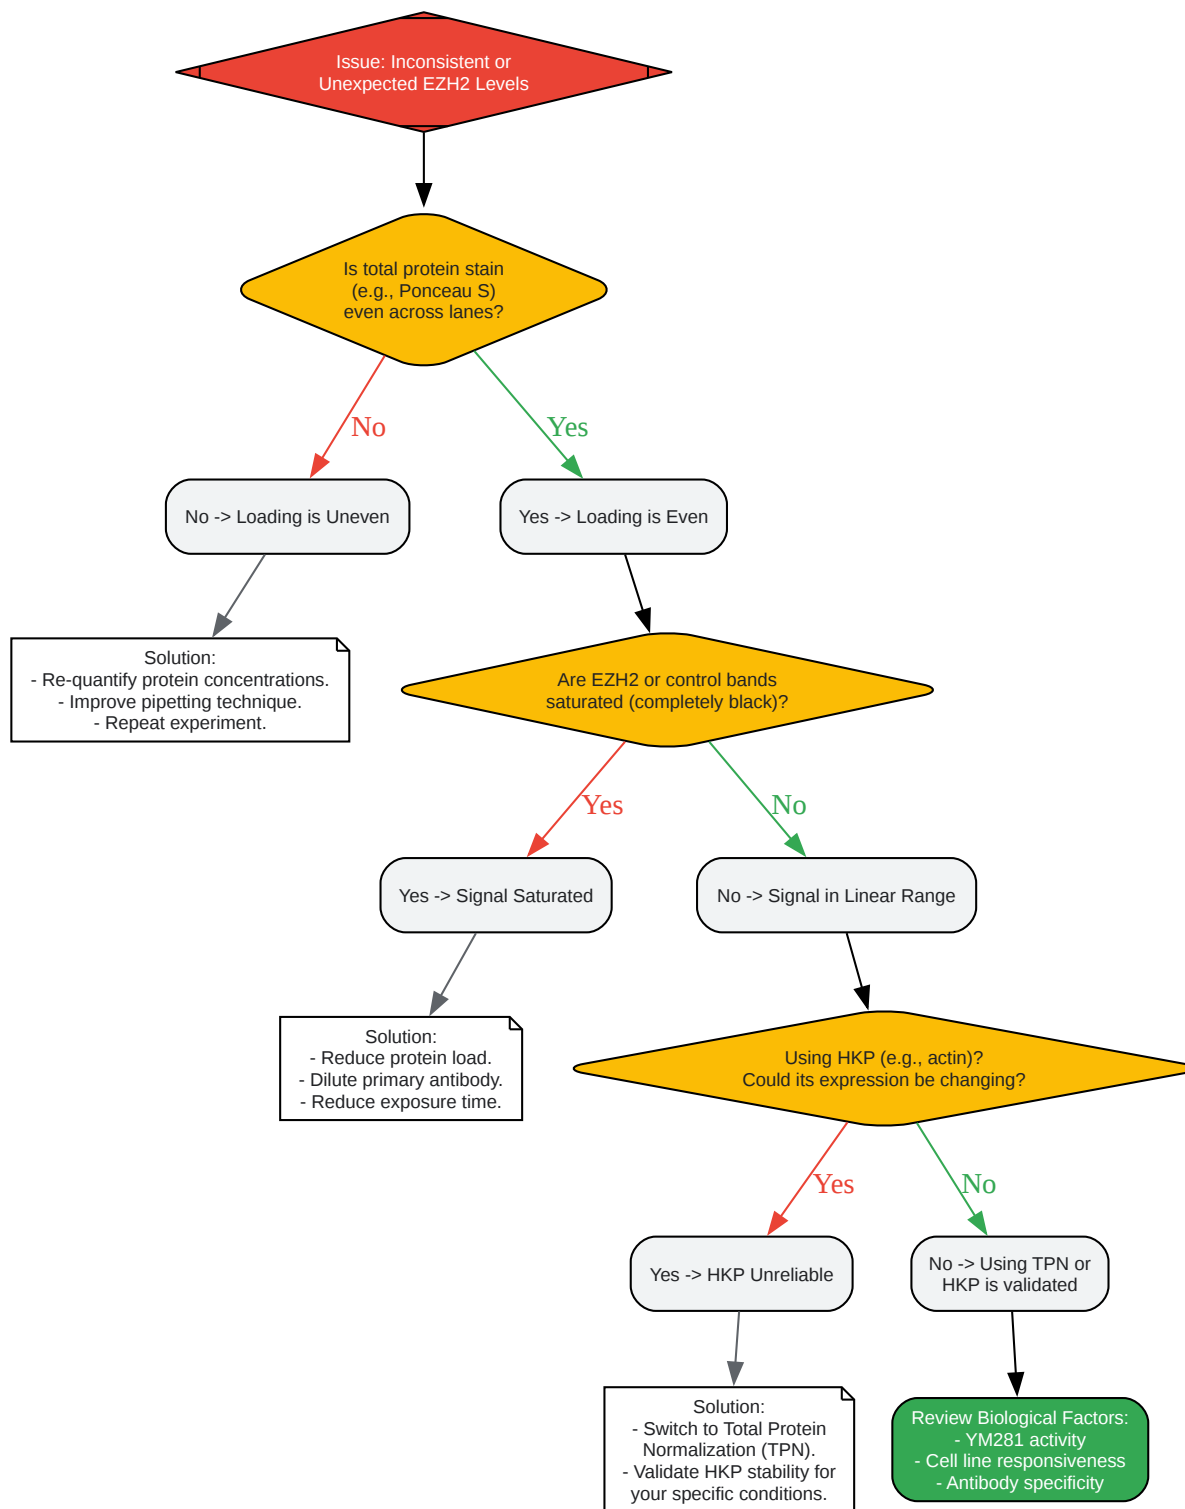 Issue: Inconsistent or
Unexpected EZH2 Levels
Is total protein stain
(e.g., Ponceau S)
even across lanes?
No
Yes
No -> Loading is Uneven
Yes -> Loading is Even
Solution:
- Re-quantify protein concentrations.
- Improve pipetting technique.
- Repeat experiment.
Are EZH2 or control bands
saturated (completely black)?
Yes
No
Yes -> Signal Saturated
No -> Signal in Linear Range
Solution:
- Reduce protein load.
- Dilute primary antibody.
- Reduce exposure time.
Using HKP (e.g., actin)?
Could its expression be changing?
Yes
No
Yes -> HKP Unreliable
No -> Using TPN or
HKP is validated
Solution:
- Switch to Total Protein
Normalization (TPN).
- Validate HKP stability for
your specific conditions.
Review Biological Factors:
- YM281 activity
- Cell line responsiveness
- Antibody specificity